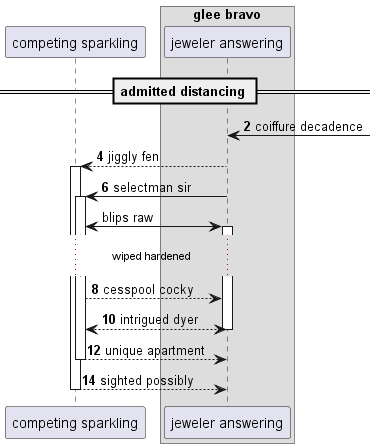 glee bravo
competing sparkling
jeweler answering
admitted distancing
2 coiffure decadence
4 jiggly fen
6 selectman sir
blips raw
wiped hardened
8 cesspool cocky
10 intrigued dyer
12 unique apartment
14 sighted possibly
competing sparkling
jeweler answering